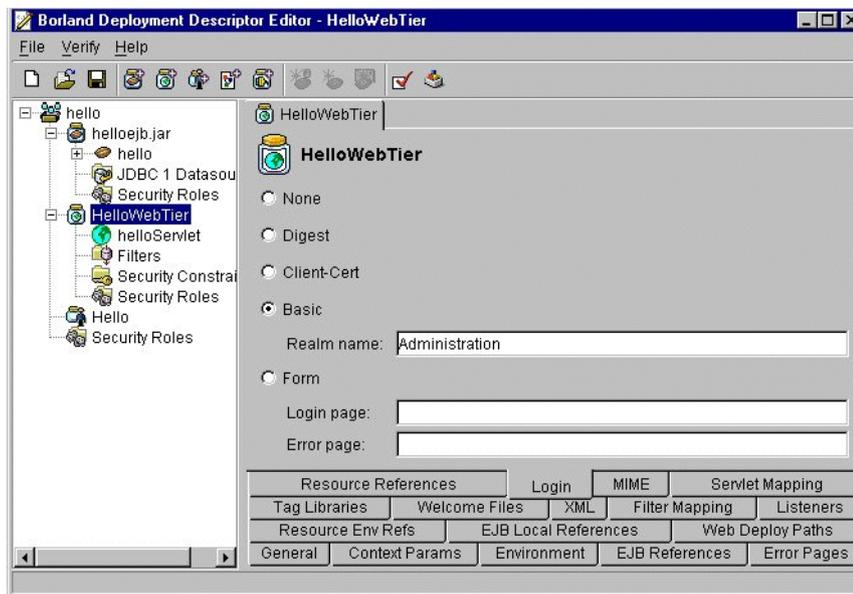 Borland Deployment Descriptor Editor - HelloWebTier
File Verify Help
hello
helloejb.jar
hello
JDBC 1 Datasou
Security Roles
HelloWebTier
helloServlet
Filters
Security Constrai
Security Roles
Hello
Security Roles
HelloWebTier
HelloWebTier
None
Digest
Client-Cert
Basic
Realm name: Administration
Form
Login page:
Error page:
Resource References Login MIME Servlet Mapping
Tag Libraries Welcome Files XML Filter Mapping Listeners
Resource Env Refs EJB Local References Web Deploy Paths
General Context Params Environment EJB References Error Pages